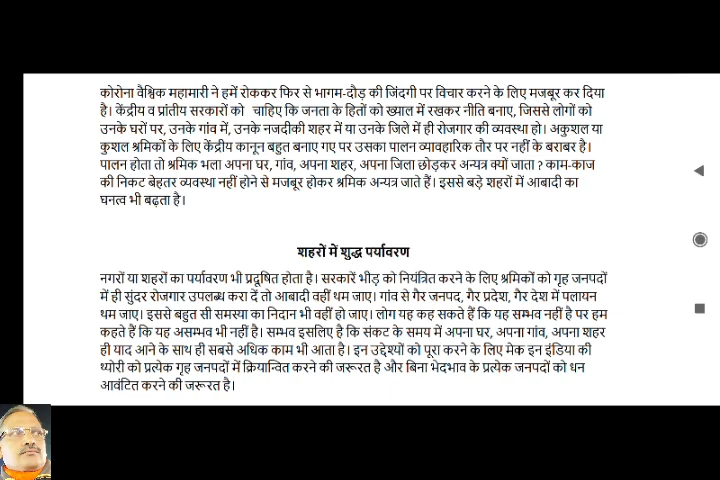 कोरोना वैश्विक महामारी ने हमें रोककर फिर से भागम-दौड़ की जिंदगी पर विचार करने के लिए मजबूर कर दिया
है। केंद्रीय व प्रांतीय सरकारों को चाहिए कि जनता के हितों को ख्याल में रखकर नीति बनाए, जिससे लोगों को
उनके घरों पर, उनके गांव में, उनके नजदीकी शहर में या उनके जिले में ही रोजगार की व्यवस्था हो। अकुशल या
कुशल श्रमिकों के लिए केंद्रीय कानून बहुत बनाए गए पर उसका पालन व्यावहारिक तौर पर नहीं के बराबर है।
पालन होता तो श्रमिक भला अपना घर, गांव, अपना शहर, अपना जिला छोड़कर अन्यत्र क्यों जाता ? काम-काज
की निकट बेहतर व्यवस्था नहीं होने से मजबूर होकर श्रमिक अन्यत्र जाते हैं। इससे बड़े शहरों में आबादी का
घनत्व भी बढ़ता है।
शहरों में शुद्ध पर्यावरण
नगरों या शहरों का पर्यावरण भी प्रदूषित होता है। सरकारें भीड़ को नियंत्रित करने के लिए श्रमिकों को गृह जनपदों
में ही सुंदर रोजगार उपलब्ध करा दें तो आबादी वहीं थम जाए। गांव से गैर जनपद, गैर प्रदेश, गैर देश में पलायन
थम जाए। इससे बहुत सी समस्या का निदान भी वहीं हो जाए। लोग यह कह सकते हैं कि यह सम्भव नहीं है पर हम
कहते हैं कि यह असम्भव भी नहीं है। सम्भव इसलिए है कि संकट के समय में अपना घर, अपना गांव, अपना शहर
ही याद आने के साथ ही सबसे अधिक काम भी आता है। इन उद्देश्यों को पूरा करने के लिए मेक इन इंडिया की
थ्योरी को प्रत्येक गृह जनपदों में क्रियान्वित करने की जरूरत है और बिना भेदभाव के प्रत्येक जनपदों को धन
आवंटित करने की जरूरत है।